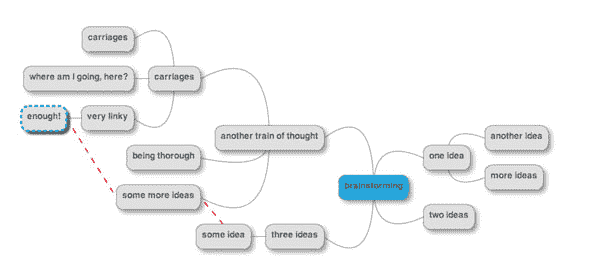 carriages
where am I going, here?
carriages
enough!
very linky
another train of thought
being thorough
some more ideas
some idea
three ideas
brainstorming
one idea
another idea
more ideas
two ideas